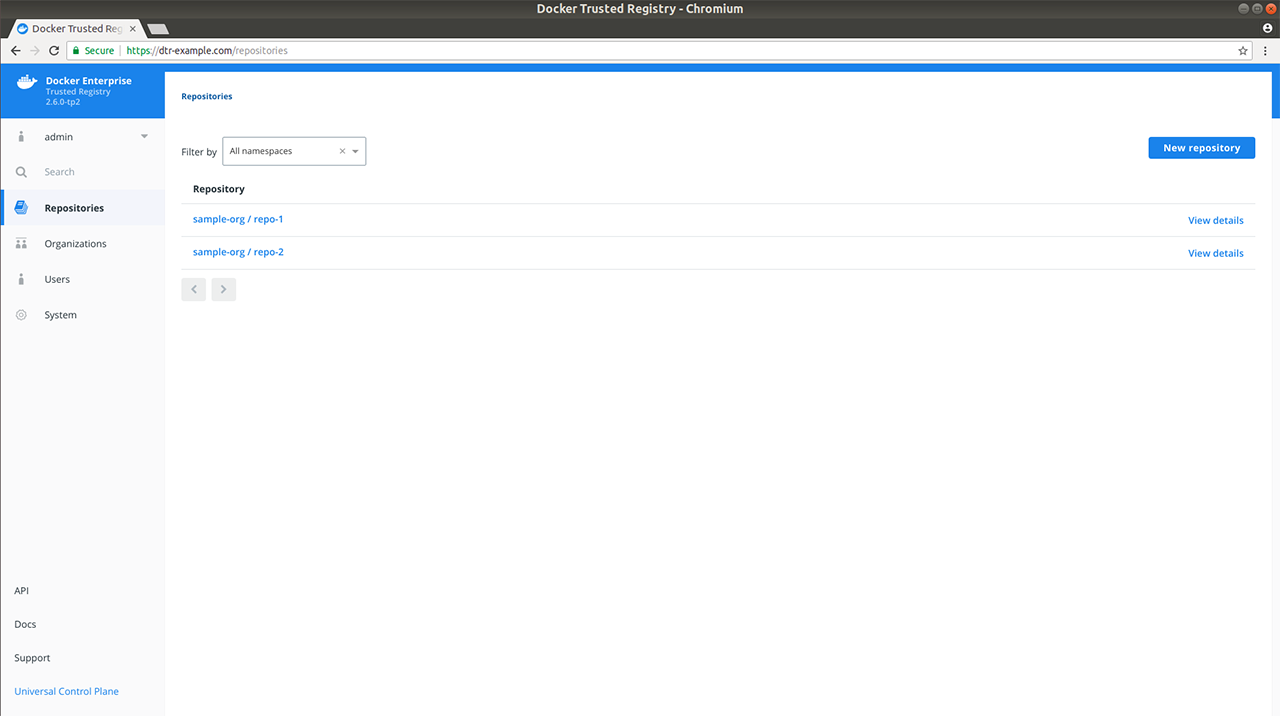 Docker Trusted Registry - Chromium
Docker Trusted Reg
Secure https://dtr-example.com/repositories
Docker Enterprise
Trusted Registry
2.6.0-tp2
admin
Search
Repositories
Organizations
Users
System
API
Docs
Support
Universal Control Plane
Repositories
Filter by All namespaces
New repository
Repository
sample-org / repo-1 View details
sample-org / repo-2 View details